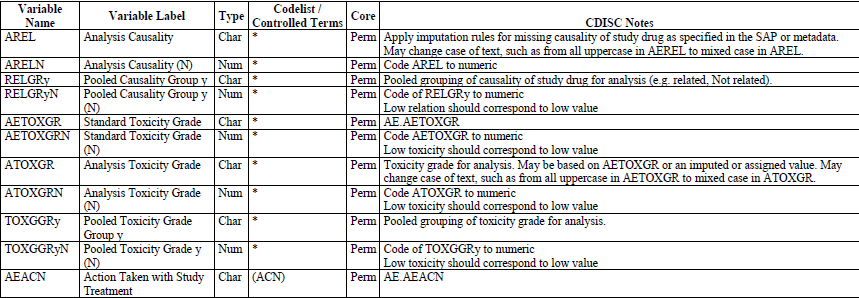 Variable Name | Variable Label | Type | Codelist / Controlled Terms | Core | CDISC Notes
AREL | Analysis Causality | Char | * | Perm | Apply imputation rules for missing causality of study drug as specified in the SAP or metadata.
May change case of text, such as from all uppercase in AEREL to mixed case in AREL.
ARELN | Analysis Causality (N) | Num | * | Perm | Code AREL to numeric
RELGRy | Pooled Causality Group y | Char | * | Perm | Pooled grouping of causality of study drug for analysis (e.g. related, Not related).
RELGRyN | Pooled Causality Group y (N) | Num | * | Perm | Code of RELGRy to numeric
Low relation should correspond to low value
AETOXGR | Standard Toxicity Grade | Char | * | Perm | AE.AETOXGR
AETOXGRN | Standard Toxicity Grade (N) | Num | * | Perm | Code AETOXGR to numeric
Low toxicity should correspond to low value
ATOXGR | Analysis Toxicity Grade | Char | * | Perm | Toxicity grade for analysis. May be based on AETOXGR or an imputed or assigned value. May
change case of text, such as from all uppercase in AETOXGR to mixed case in ATOXGR.
ATOXGRN | Analysis Toxicity Grade (N) | Num | * | Perm | Code ATOXGR to numeric
Low toxicity should correspond to low value
TOXGGRy | Pooled Toxicity Grade Group y | Char | * | Perm | Pooled grouping of toxicity grade for analysis.
TOXGGRyN | Pooled Toxicity Grade y (N) | Num | * | Perm | Code of TOXGGRy to numeric
Low toxicity should correspond to low value
AEACN | Action Taken with Study Treatment | Char | (ACN) | Perm | AE.AEACN